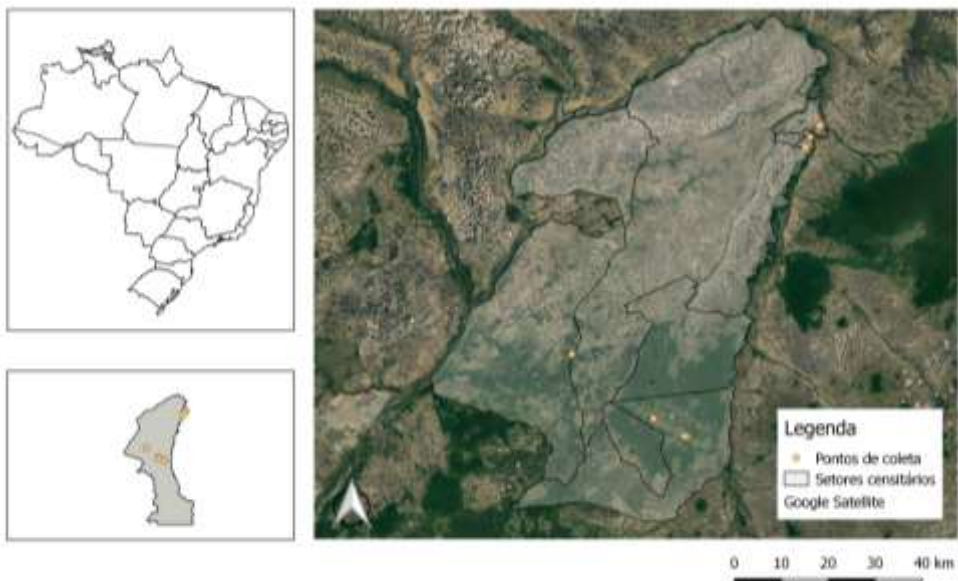 Legenda
Pontos de coleta
Setores censitários
Google Satellite
0 10 20 30 40 km